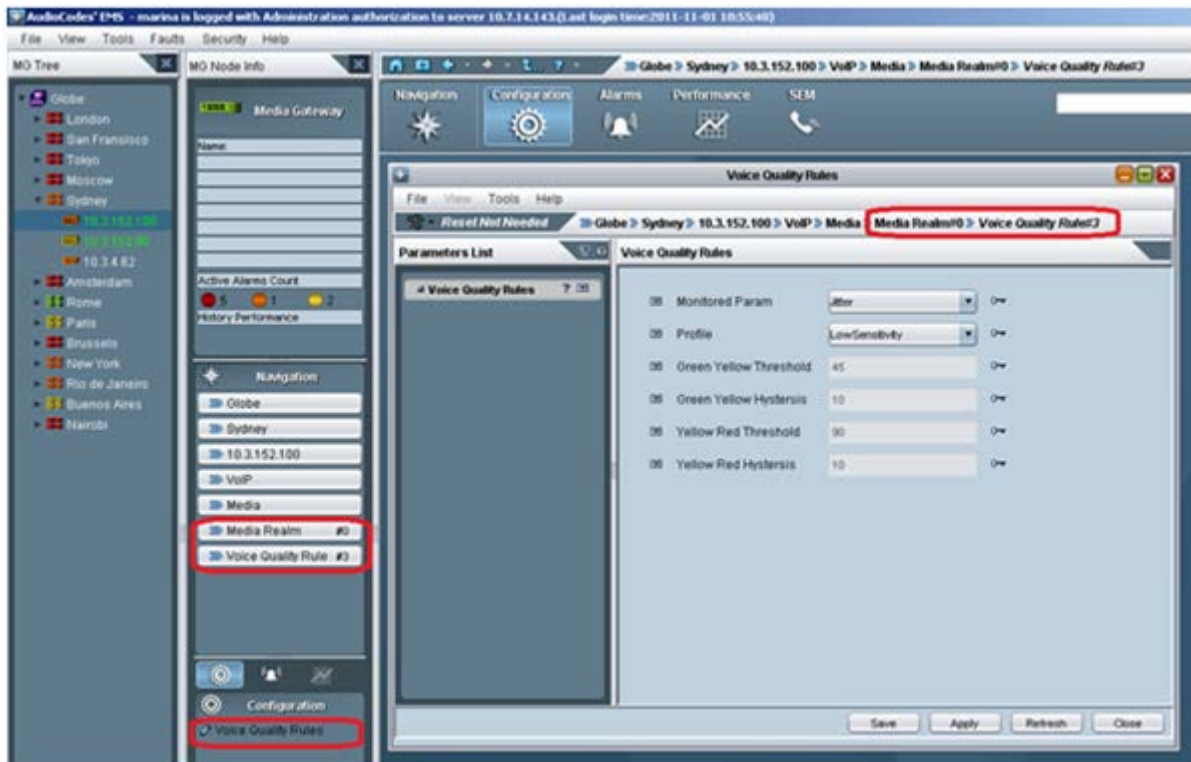 AudioCodes' EMS - marina is logged with Administration authorization to server 10.7.14.143.(Last login time:2011-11-01 10:55:40)
File View Tools Faults Security Help
MG Tree
Globe
London
San Fransisco
Tokyo
Moscow
Sydney
10.3.152.100
10.3.4.62
Amsterdam
Rome
Paris
Brussels
New York
Rio de Janeiro
Buenos Aires
Nairobi
MG Node Info
Media Gateway
Name:
Active Alarms Count
5 1 2
History Performance
Navigation
Globe
Sydney
10.3.152.100
VoIP
Media
Media Realm #0
Voice Quality Rule #3
Configuration
Voice Quality Rules
Globe > Sydney > 10.3.152.100 > VoIP > Media > Media Realm#0 > Voice Quality Rule#3
Navigation Configuration Alarms Performance SEM
Voice Quality Rules
File View Tools Help
Reset Not Needed
Globe > Sydney > 10.3.152.100 > VoIP > Media > Media Realm#0 > Voice Quality Rule#3
Parameters List
Voice Quality Rules ?
Voice Quality Rules
Monitored Param Jitter
Profile LowSensitivity
Green Yellow Threshold 45
Green Yellow Hystersis 10
Yellow Red Threshold 90
Yellow Red Hystersis 10
Save Apply Refresh Close